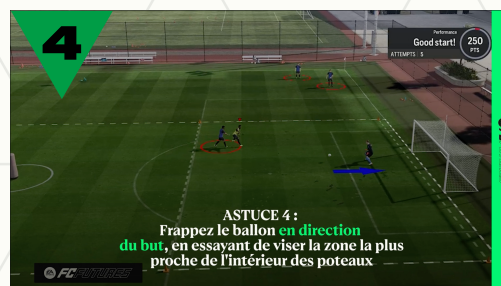 4
Performance
Good start!
250
PTS
ATTEMPTS : 5
ASTUCE 4 :
Frappez le ballon en direction
du but, en essayant de viser la zone la plus
proche de l'intérieur des poteaux
EA FC FUTURES